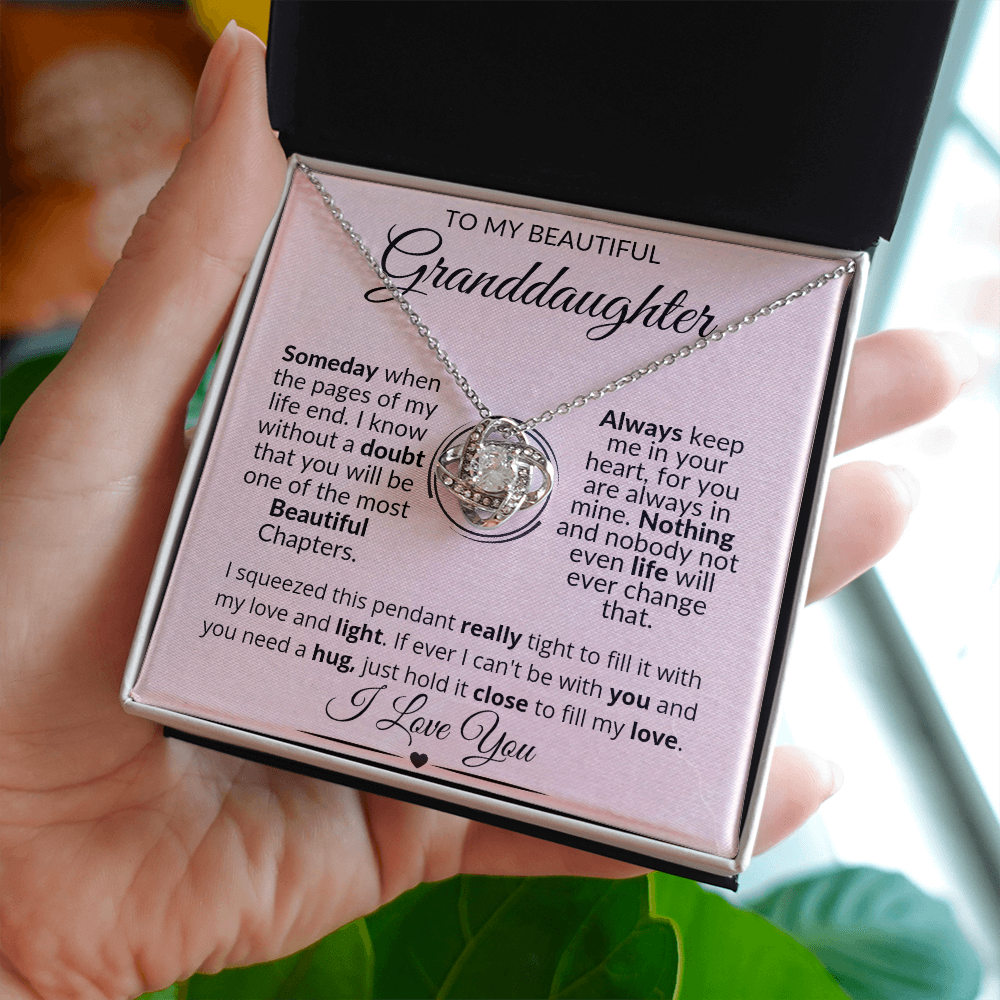 TO MY BEAUTIFUL
Granddaughter
Someday when
the pages of my
life end. I know
without a doubt
that you will be
one of the most
Beautiful
Chapters.
Always keep
me in your
heart, for you
are always in
mine. Nothing
and nobody not
even life will
ever change
that.
I squeezed this pendant really tight to fill it with
my love and light. If ever I can't be with you and
you need a hug, just hold it close to fill my love.
I Love You